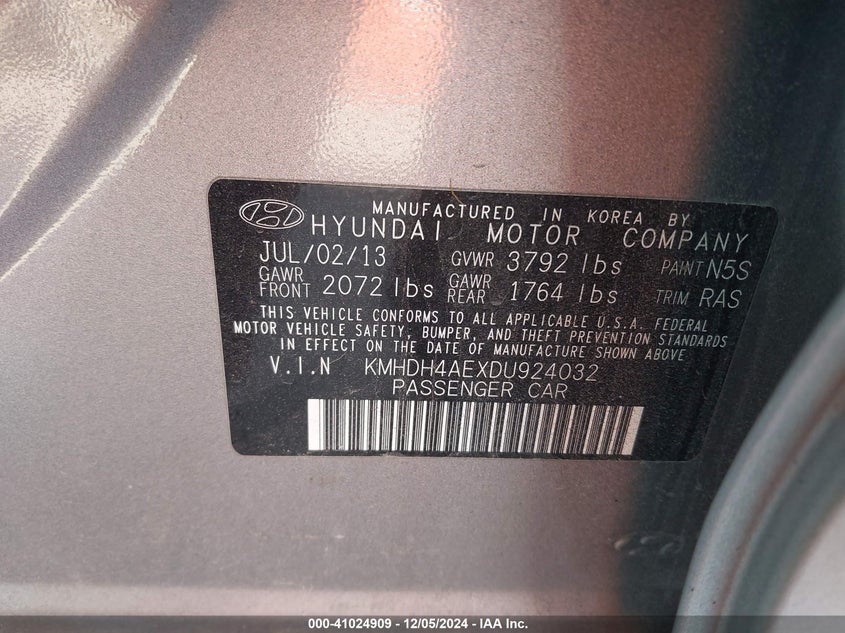 MANUFACTURED IN KOREA BY
HYUNDAI MOTOR COMPANY
JUL/02/13 GVWR 3792 lbs PAINT N5S
GAWR FRONT 2072 lbs GAWR REAR 1764 lbs TRIM RAS
THIS VEHICLE CONFORMS TO ALL APPLICABLE U.S.A. FEDERAL
MOTOR VEHICLE SAFETY, BUMPER, AND THEFT PREVENTION STANDARDS
IN EFFECT ON THE DATE OF MANUFACTURE SHOWN ABOVE
V.I.N KMHDH4AEXDU924032
PASSENGER CAR
000-41024909 - 12/05/2024 - IAA Inc.